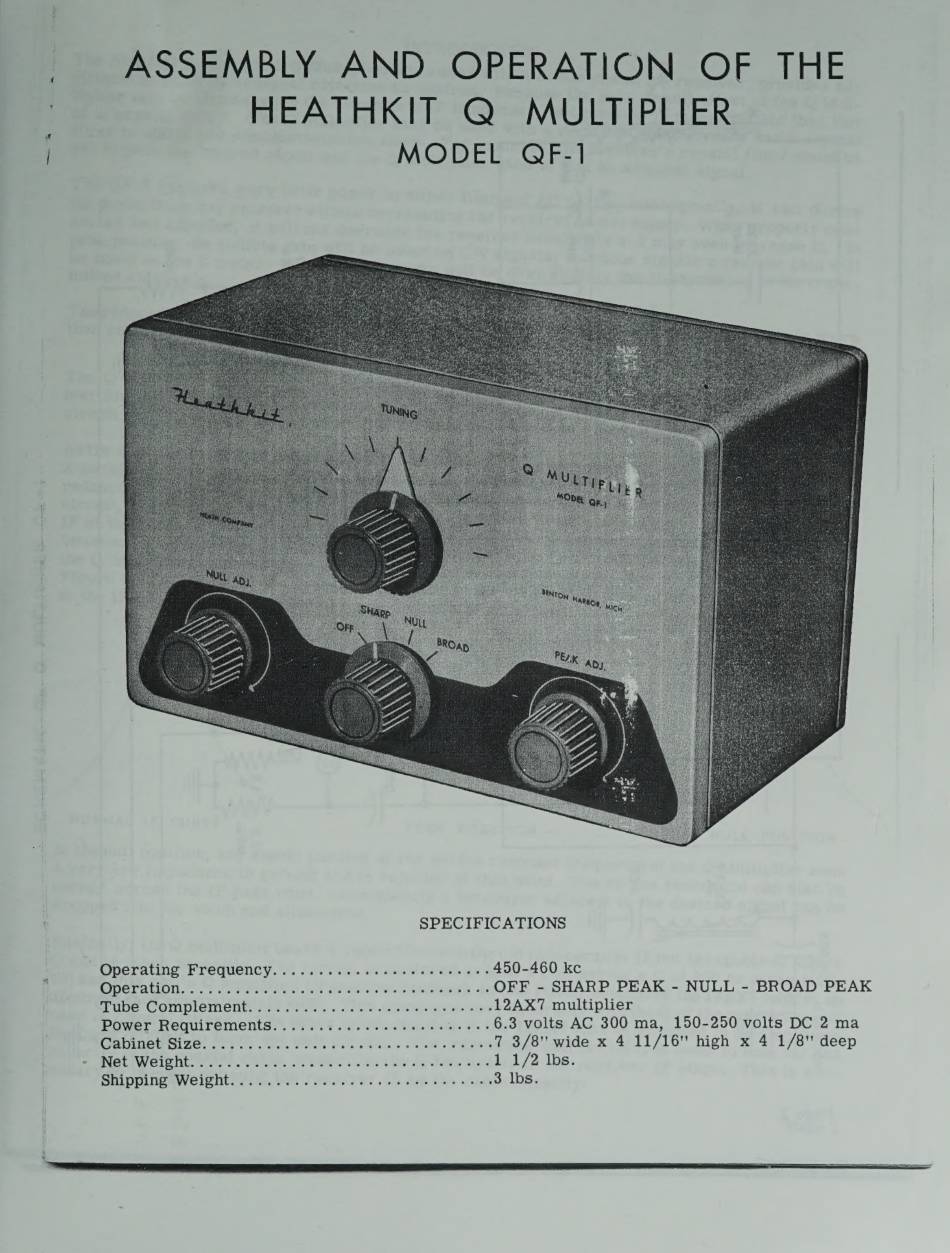 ASSEMBLY AND OPERATION OF THE
HEATHKIT Q MULTIPLIER
MODEL QF-1
Heathkit
TUNING
Q MULTIPLIER
MODEL QF-1
HEATH COMPANY
BENTON HARBOR, MICH.
NULL ADJ.
OFF
SHARP
NULL
BROAD
PEAK ADJ.
SPECIFICATIONS
Operating Frequency........................450-460 kc
Operation..................................OFF - SHARP PEAK - NULL - BROAD PEAK
Tube Complement...........................12AX7 multiplier
Power Requirements........................6.3 volts AC 300 ma, 150-250 volts DC 2 ma
Cabinet Size................................7 3/8" wide x 4 11/16" high x 4 1/8" deep
Net Weight.................................1 1/2 lbs.
Shipping Weight.............................3 lbs.